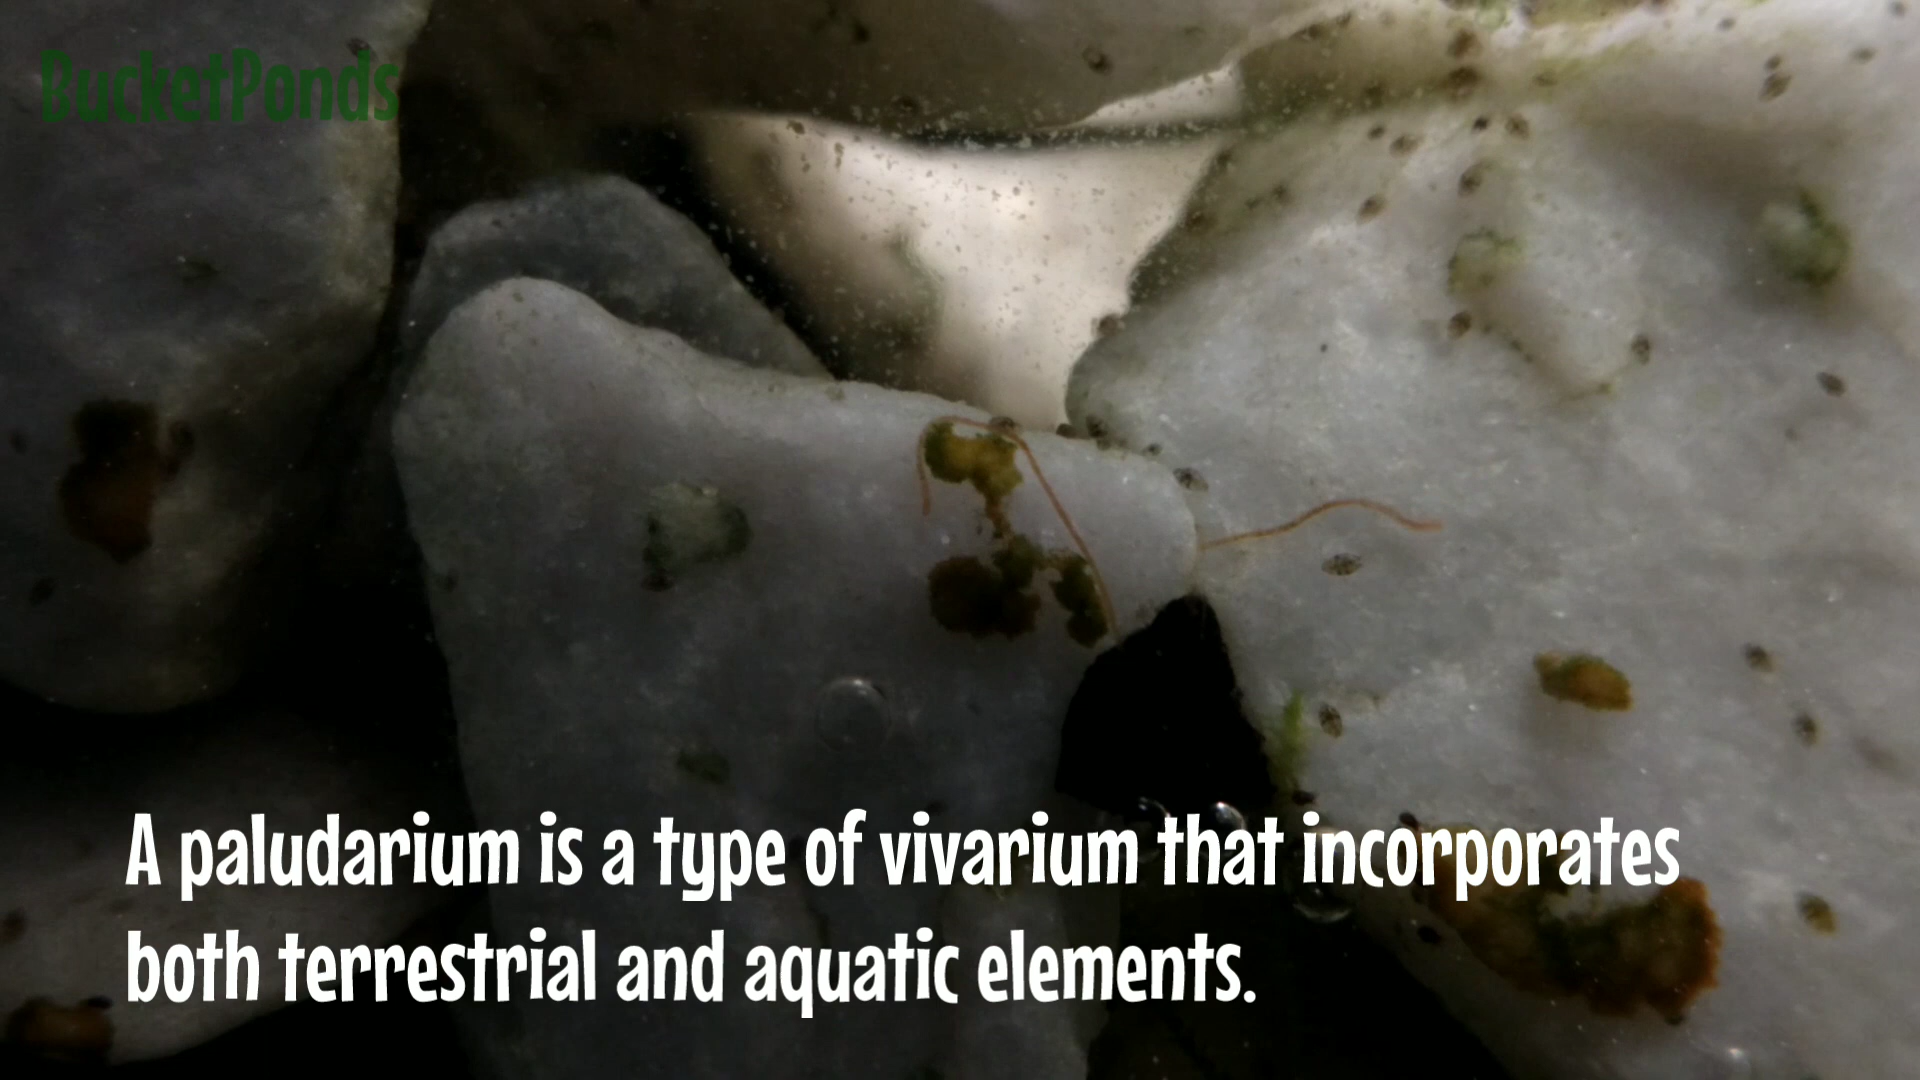 BucketPonds
A paludarium is a type of vivarium that incorporates
both terrestrial and aquatic elements.